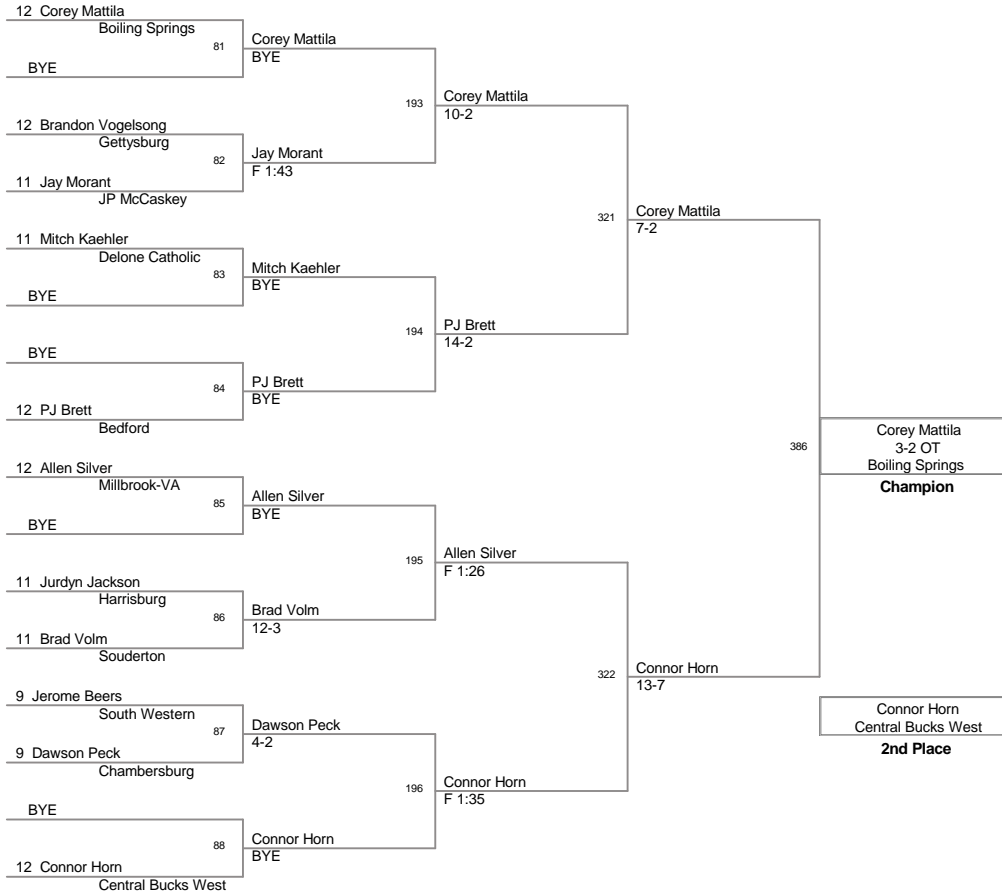 12 Corey Mattila
Boiling Springs
81
BYE
Corey Mattila
BYE
193
12 Brandon Vogelsong
Gettysburg
82
11 Jay Morant
JP McCaskey
Jay Morant
F 1:43
Corey Mattila
10-2
321
11 Mitch Kaehler
Delone Catholic
83
BYE
Mitch Kaehler
BYE
194
BYE
84
12 PJ Brett
Bedford
PJ Brett
BYE
PJ Brett
14-2
Corey Mattila
7-2
386
12 Allen Silver
Millbrook-VA
85
BYE
Allen Silver
BYE
195
11 Jurdyn Jackson
Harrisburg
86
11 Brad Volm
Souderton
Brad Volm
12-3
Allen Silver
F 1:26
322
9 Jerome Beers
South Western
87
9 Dawson Peck
Chambersburg
Dawson Peck
4-2
196
BYE
88
12 Connor Horn
Central Bucks West
Connor Horn
BYE
Connor Horn
F 1:35
Connor Horn
13-7
Corey Mattila
3-2 OT
Boiling Springs
Champion
Connor Horn
Central Bucks West
2nd Place